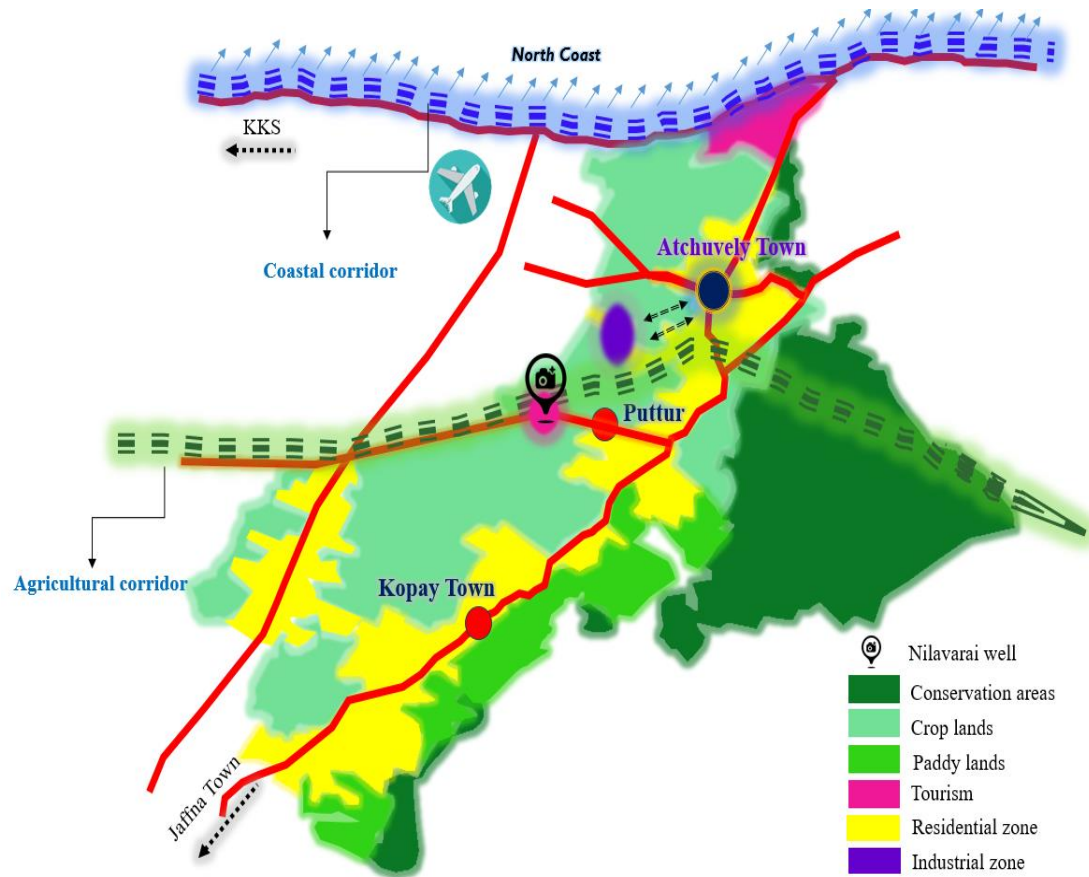 North Coast
KKS
Atchuvely Town
Coastal corridor
Puttur
Agricultural corridor
Kopay Town
Jaffna Town
Nilavarai well
Conservation areas
Crop lands
Paddy lands
Tourism
Residential zone
Industrial zone